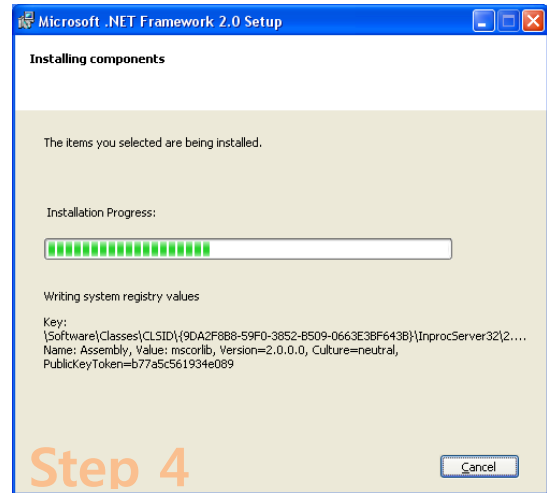 Microsoft .NET Framework 2.0 Setup
Installing components
The items you selected are being installed.
Installation Progress:
Writing system registry values
Key:
\Software\Classes\CLSID\{9DA2F8B8-59F0-3852-B509-0663E3BF643B}\InprocServer32\2....
Name: Assembly, Value: mscorlib, Version=2.0.0.0, Culture=neutral,
PublicKeyToken=b77a5c561934e089
Step 4
Cancel